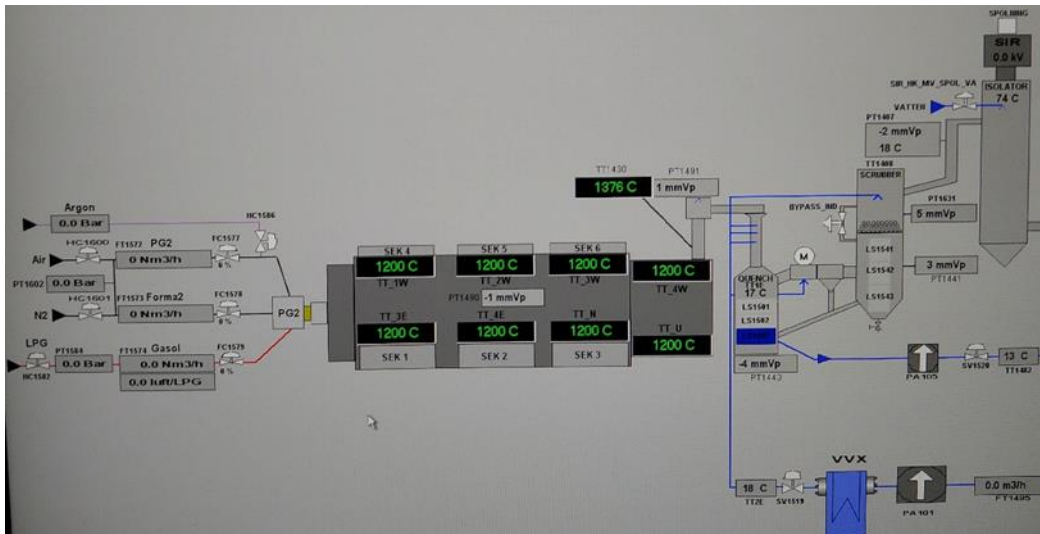 SPOLNING
SIR
0.0 kV
SIR_HK_MV_SPOL_VA
ISOLATOR
74 C
VATTEN
PT1407
-2 mmVp
18 C
TT1408
SCRUBBER
PT1631
5 mmVp
BYPASS_IND
LS1541
LS1542
LS1543
3 mmVp
PT1441
TT1430
1376 C
PT1491
1 mmVp
Argon
0.0 Bar
HC1586
HC1600
FT1572
PG2
FC1577
Air
0 Nm3/h
0 %
PT1602
0.0 Bar
HC1601
FT1573
Forma2
FC1578
N2
0 Nm3/h
0 %
PG2
LPG
PT1584
FT1574
Gasol
FC1579
HC1582
0.0 Bar
0.0 Nm3/h
0 %
0.0 luft/LPG
SEK 4
1200 C
TT_1W
SEK 5
1200 C
TT_2W
SEK 6
1200 C
TT_3W
1200 C
TT_4W
PT1490
-1 mmVp
TT_3E
1200 C
SEK 1
TT_4E
1200 C
SEK 2
TT_N
1200 C
SEK 3
TT_U
1200 C
M
QUENCH
17 C
LS1501
LS1502
-4 mmVp
PA105
SV1520
13 C
TT1482
VVX
18 C
TT2E
SV1519
PA101
0.0 m3/h
FT1495